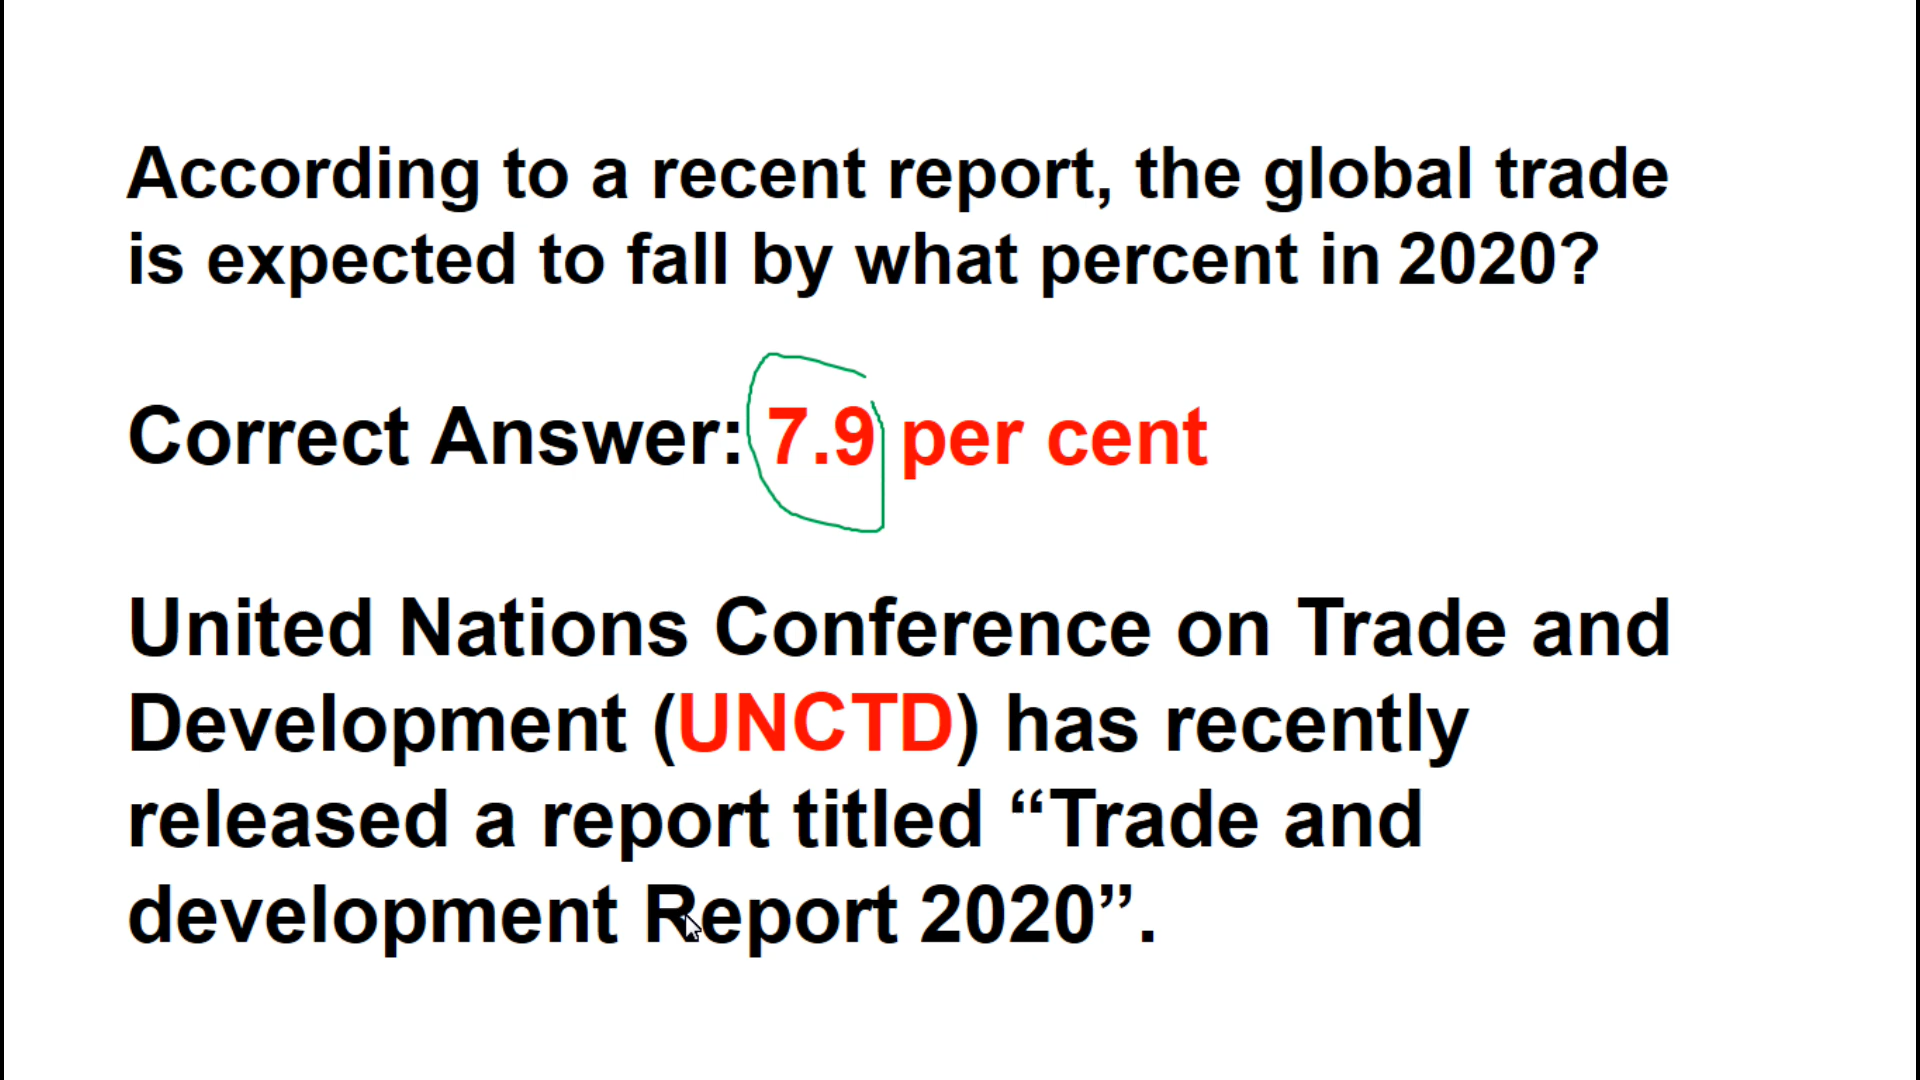 According to a recent report, the global trade
is expected to fall by what percent in 2020?
Correct Answer: 7.9 per cent
United Nations Conference on Trade and
Development (UNCTD) has recently
released a report titled “Trade and
development Report 2020”.